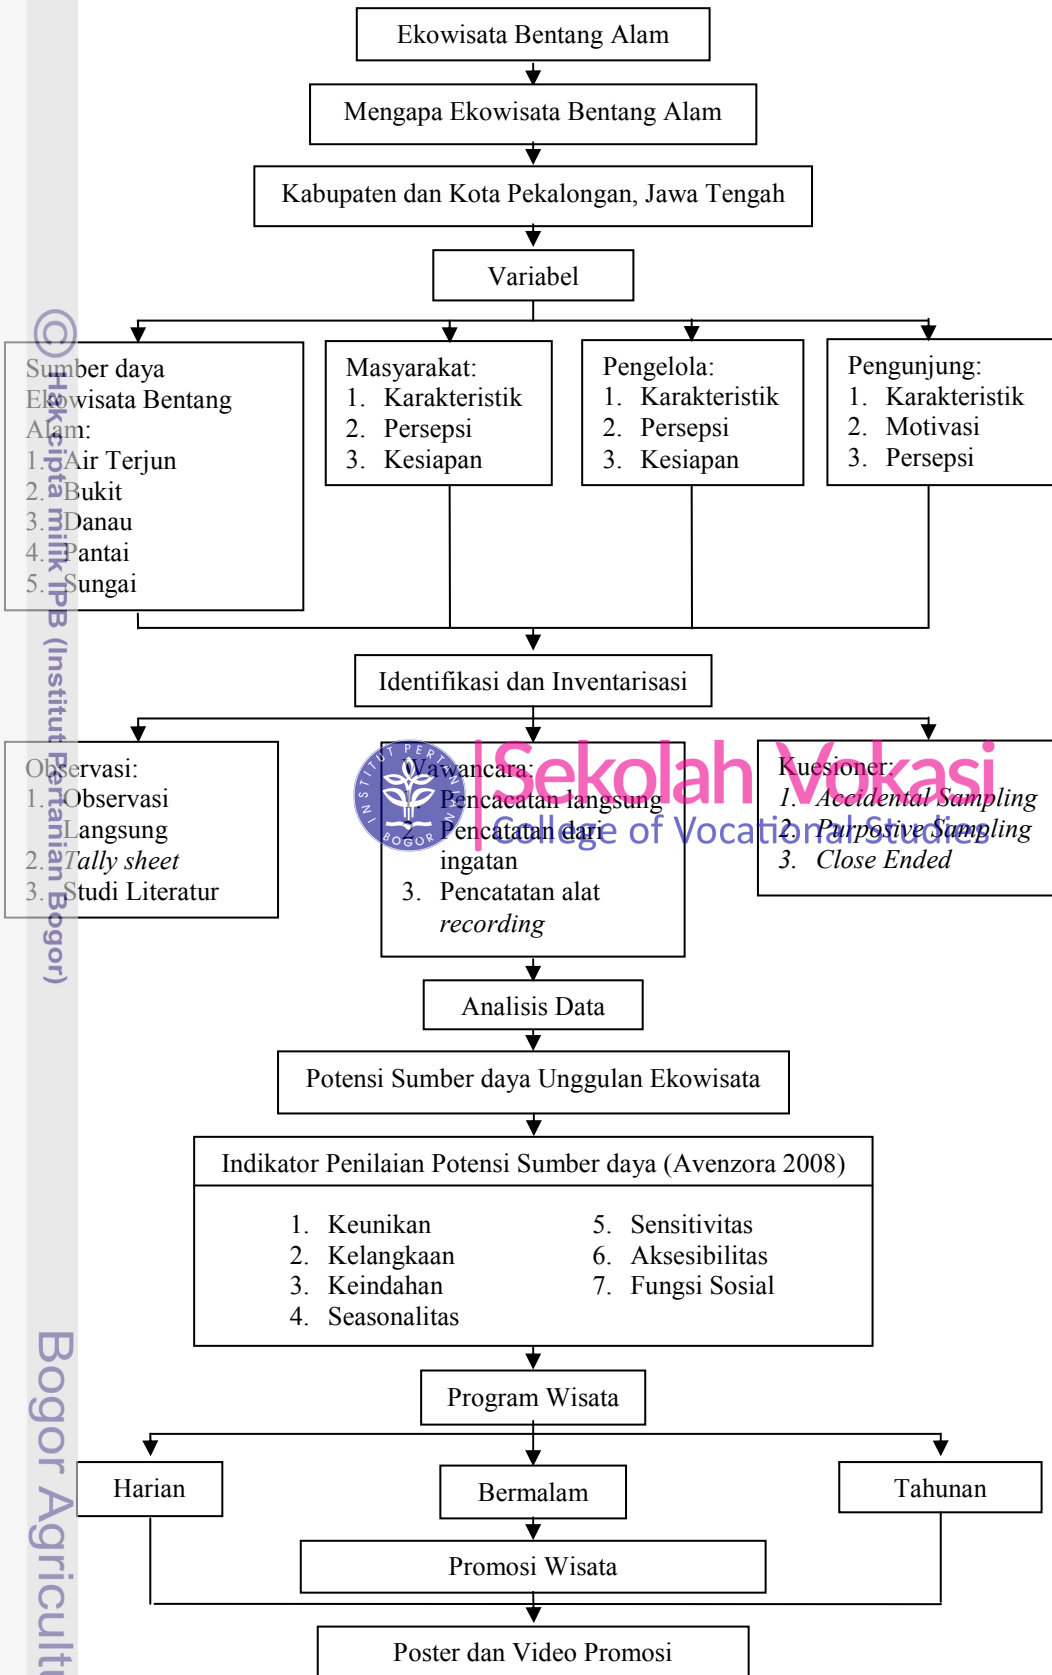 Ekowisata Bentang Alam
Mengapa Ekowisata Bentang Alam
Kabupaten dan Kota Pekalongan, Jawa Tengah
Variabel
Sumber daya
Ekowisata Bentang
Alam:
1. Air Terjun
2. Bukit
3. Danau
4. Pantai
5. Sungai
Masyarakat:
1. Karakteristik
2. Persepsi
3. Kesiapan
Pengelola:
1. Karakteristik
2. Persepsi
3. Kesiapan
Pengunjung:
1. Karakteristik
2. Motivasi
3. Persepsi
Identifikasi dan Inventarisasi
Observasi:
1. Observasi
Langsung
2. Tally sheet
3. Studi Literatur
Wawancara:
Pencacatan langsung
2. Pencatatan dari
ingatan
3. Pencatatan alat
recording
Kuesioner:
1. Accidental Sampling
2. Purposive Sampling
3. Close Ended
Analisis Data
Potensi Sumber daya Unggulan Ekowisata
Indikator Penilaian Potensi Sumber daya (Avenzora 2008)
1. Keunikan
2. Kelangkaan
3. Keindahan
4. Seasonalitas
5. Sensitivitas
6. Aksesibilitas
7. Fungsi Sosial
Program Wisata
Harian
Bermalam
Tahunan
Promosi Wisata
Poster dan Video Promosi
© Hak cipta milik IPB (Institut Pertanian Bogor)
Bogor Agricultu
INSTITUT PERTANIAN
BOGOR
Sekolah Vokasi
College of Vocational Studies